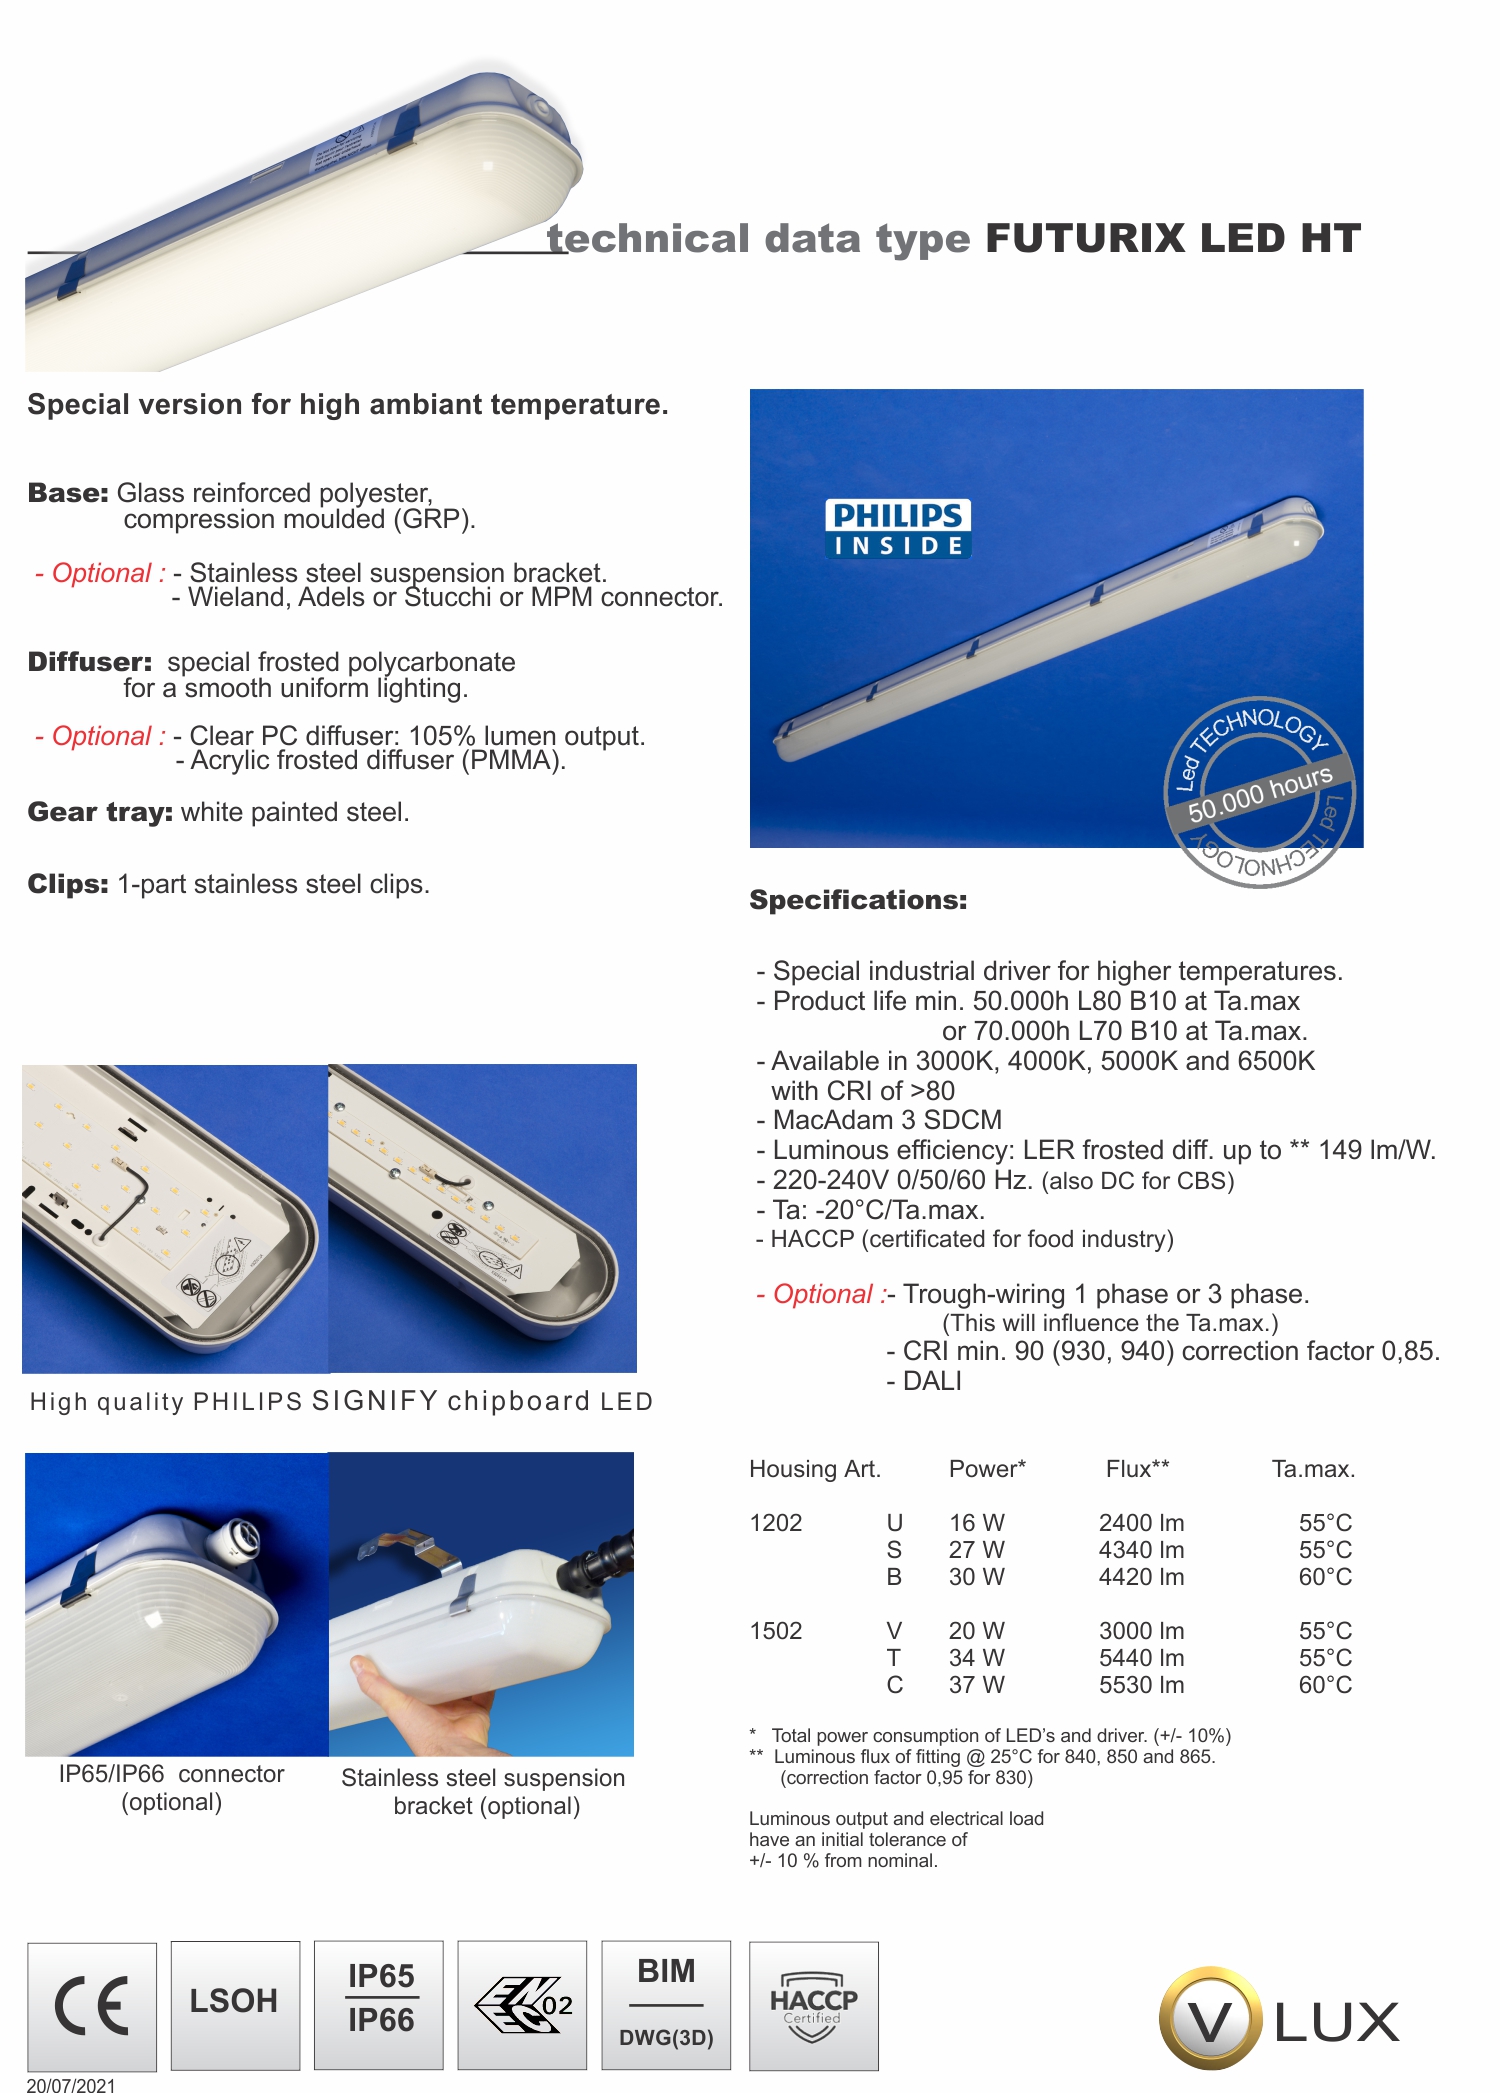 technical data type FUTURIX LED HT
Special version for high ambiant temperature.
Base: Glass reinforced polyester,
compression moulded (GRP).
- Optional : - Stainless steel suspension bracket.
- Wieland, Adels or Stucchi or MPM connector.
Diffuser: special frosted polycarbonate
for a smooth uniform lighting.
- Optional : - Clear PC diffuser: 105% lumen output.
- Acrylic frosted diffuser (PMMA).
Gear tray: white painted steel.
Clips: 1-part stainless steel clips.
High quality PHILIPS SIGNIFY chipboard LED
IP65/IP66 connector
(optional)
Stainless steel suspension
bracket (optional)
PHILIPS
INSIDE
Led TECHNOLOGY
50.000 hours
Led TECHNOLOGY
Specifications:
- Special industrial driver for higher temperatures.
- Product life min. 50.000h L80 B10 at Ta.max
or 70.000h L70 B10 at Ta.max.
- Available in 3000K, 4000K, 5000K and 6500K
with CRI of >80
- MacAdam 3 SDCM
- Luminous efficiency: LER frosted diff. up to ** 149 lm/W.
- 220-240V 0/50/60 Hz. (also DC for CBS)
- Ta: -20°C/Ta.max.
- HACCP (certificated for food industry)
- Optional :- Trough-wiring 1 phase or 3 phase.
(This will influence the Ta.max.)
- CRI min. 90 (930, 940) correction factor 0,85.
- DALI
Housing Art. Power* Flux** Ta.max.
1202 U 16 W 2400 lm 55°C
S 27 W 4340 lm 55°C
B 30 W 4420 lm 60°C
1502 V 20 W 3000 lm 55°C
T 34 W 5440 lm 55°C
C 37 W 5530 lm 60°C
* Total power consumption of LED’s and driver. (+/- 10%)
** Luminous flux of fitting @ 25°C for 840, 850 and 865.
(correction factor 0,95 for 830)
Luminous output and electrical load
have an initial tolerance of
+/- 10 % from nominal.
CE
LSOH
IP65
IP66
ENEC 02
BIM
DWG(3D)
HACCP
Certified
V LUX
20/07/2021